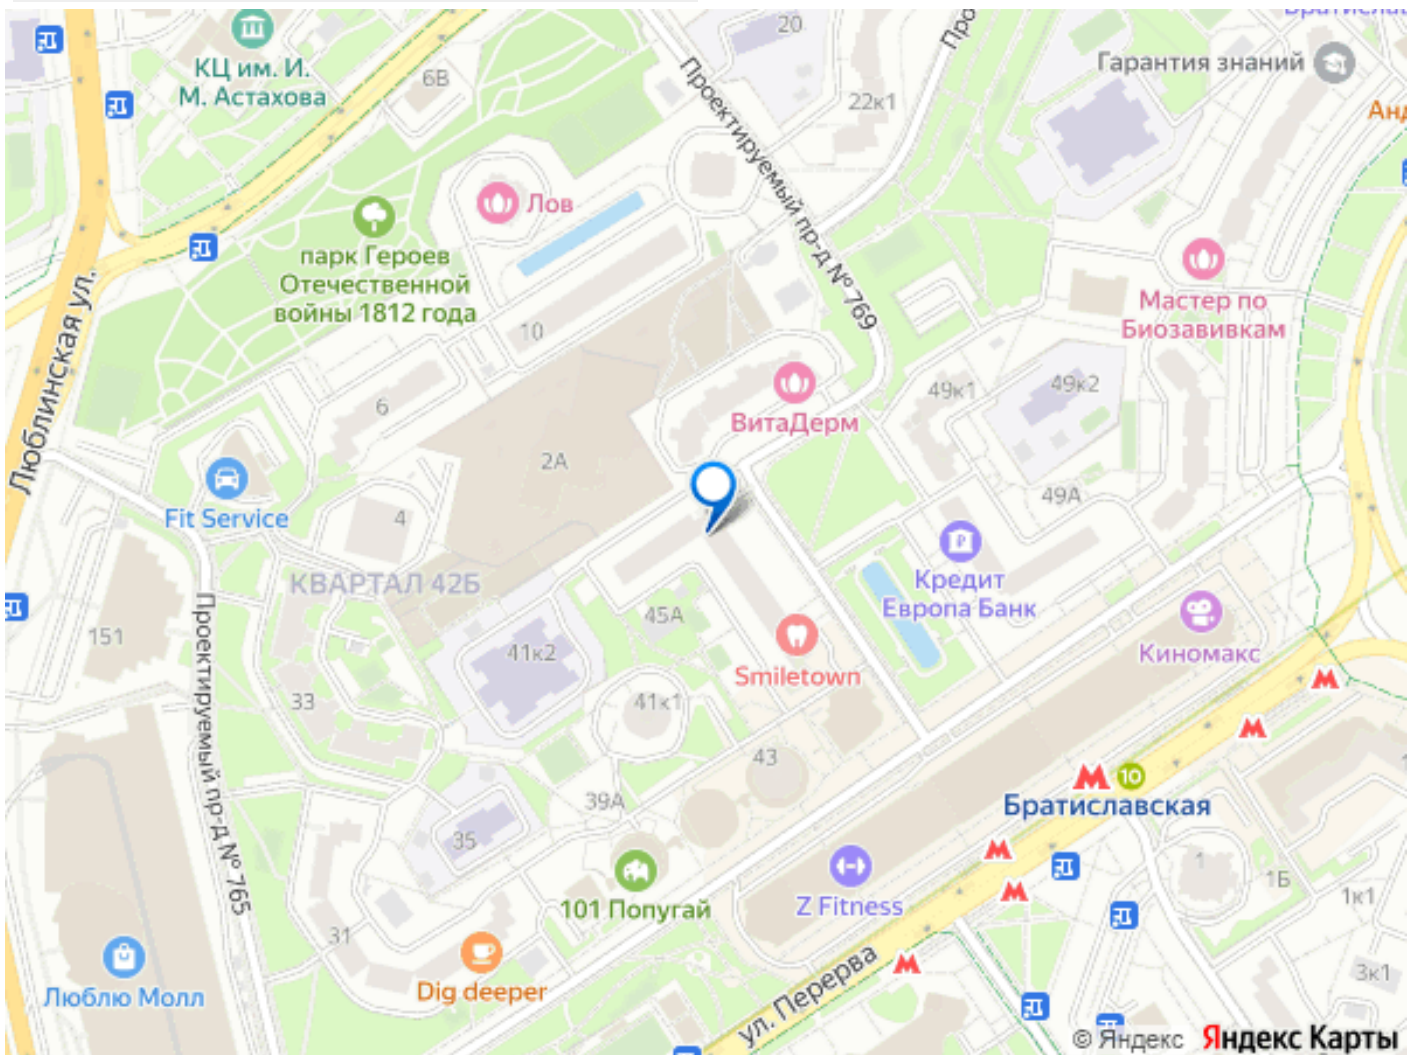 20
КЦ им. И.
М. Астахова
6В
Гарантия знаний
22к1
Проектируемый пр-д № 769
Лов
парк Героев
Отечественной
войны 1812 года
Мастер по
Биозавивкам
Люблинская ул.
10
6
49к1
49к2
ВитаДерм
2А
49А
Fit Service
4
КВАРТАЛ 42Б
Кредит
Европа Банк
45А
151
41к2
Киномакс
Smiletown
Проектируемый пр-д № 765
33
41к1
43
10
Братиславская
39А
35
1
1Б
1к1
101 Попугай
Z Fitness
31
ул. Перерва
3к1
Люблю Молл
Dig deeper
© Яндекс Яндекс Карты